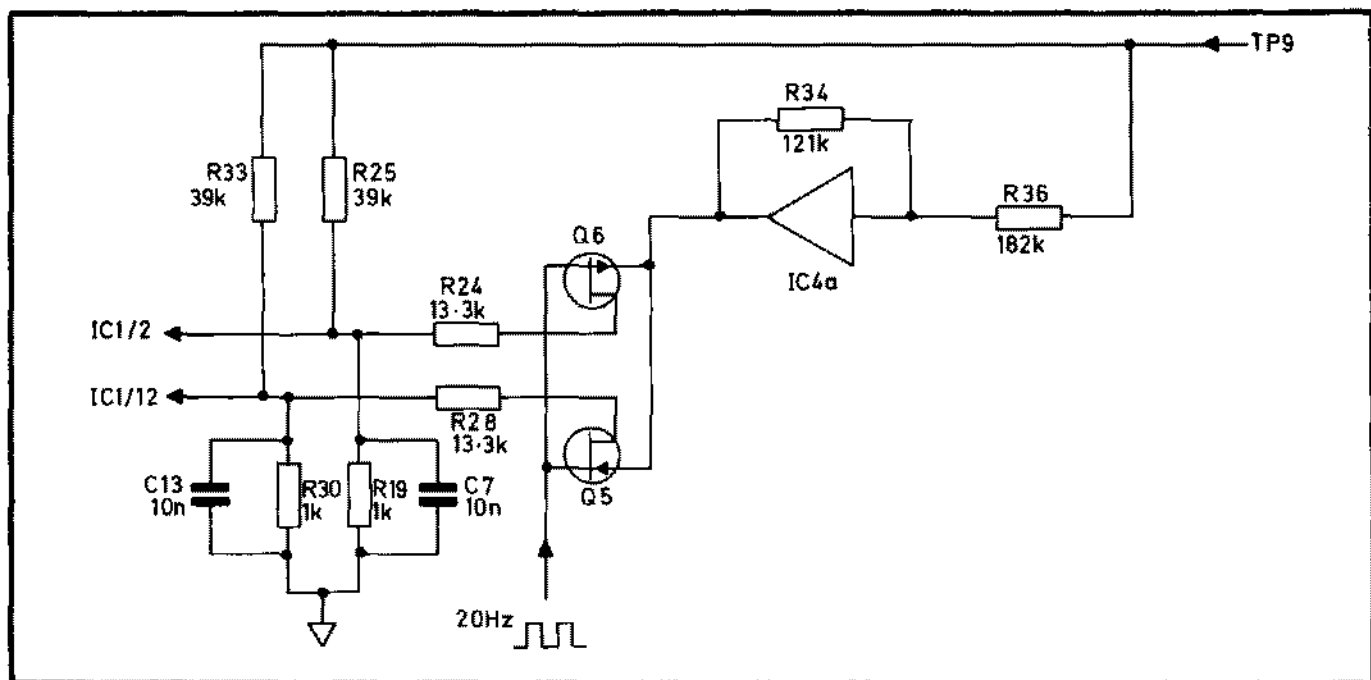 TP9
R34
121k
R33
39k
R25
39k
R36
182k
Q6
IC4a
R24
13·3k
IC1/2
IC1/12
R28
13·3k
C13
10n
R30
1k
R19
1k
C7
10n
Q5
20Hz